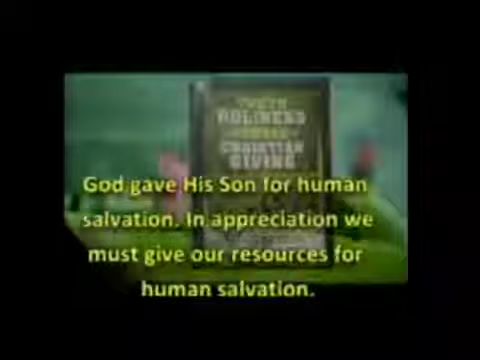 HOLINESS
CHRISTIAN
GIVING
God gave His Son for human
salvation. In appreciation we
must give our resources for
human salvation.